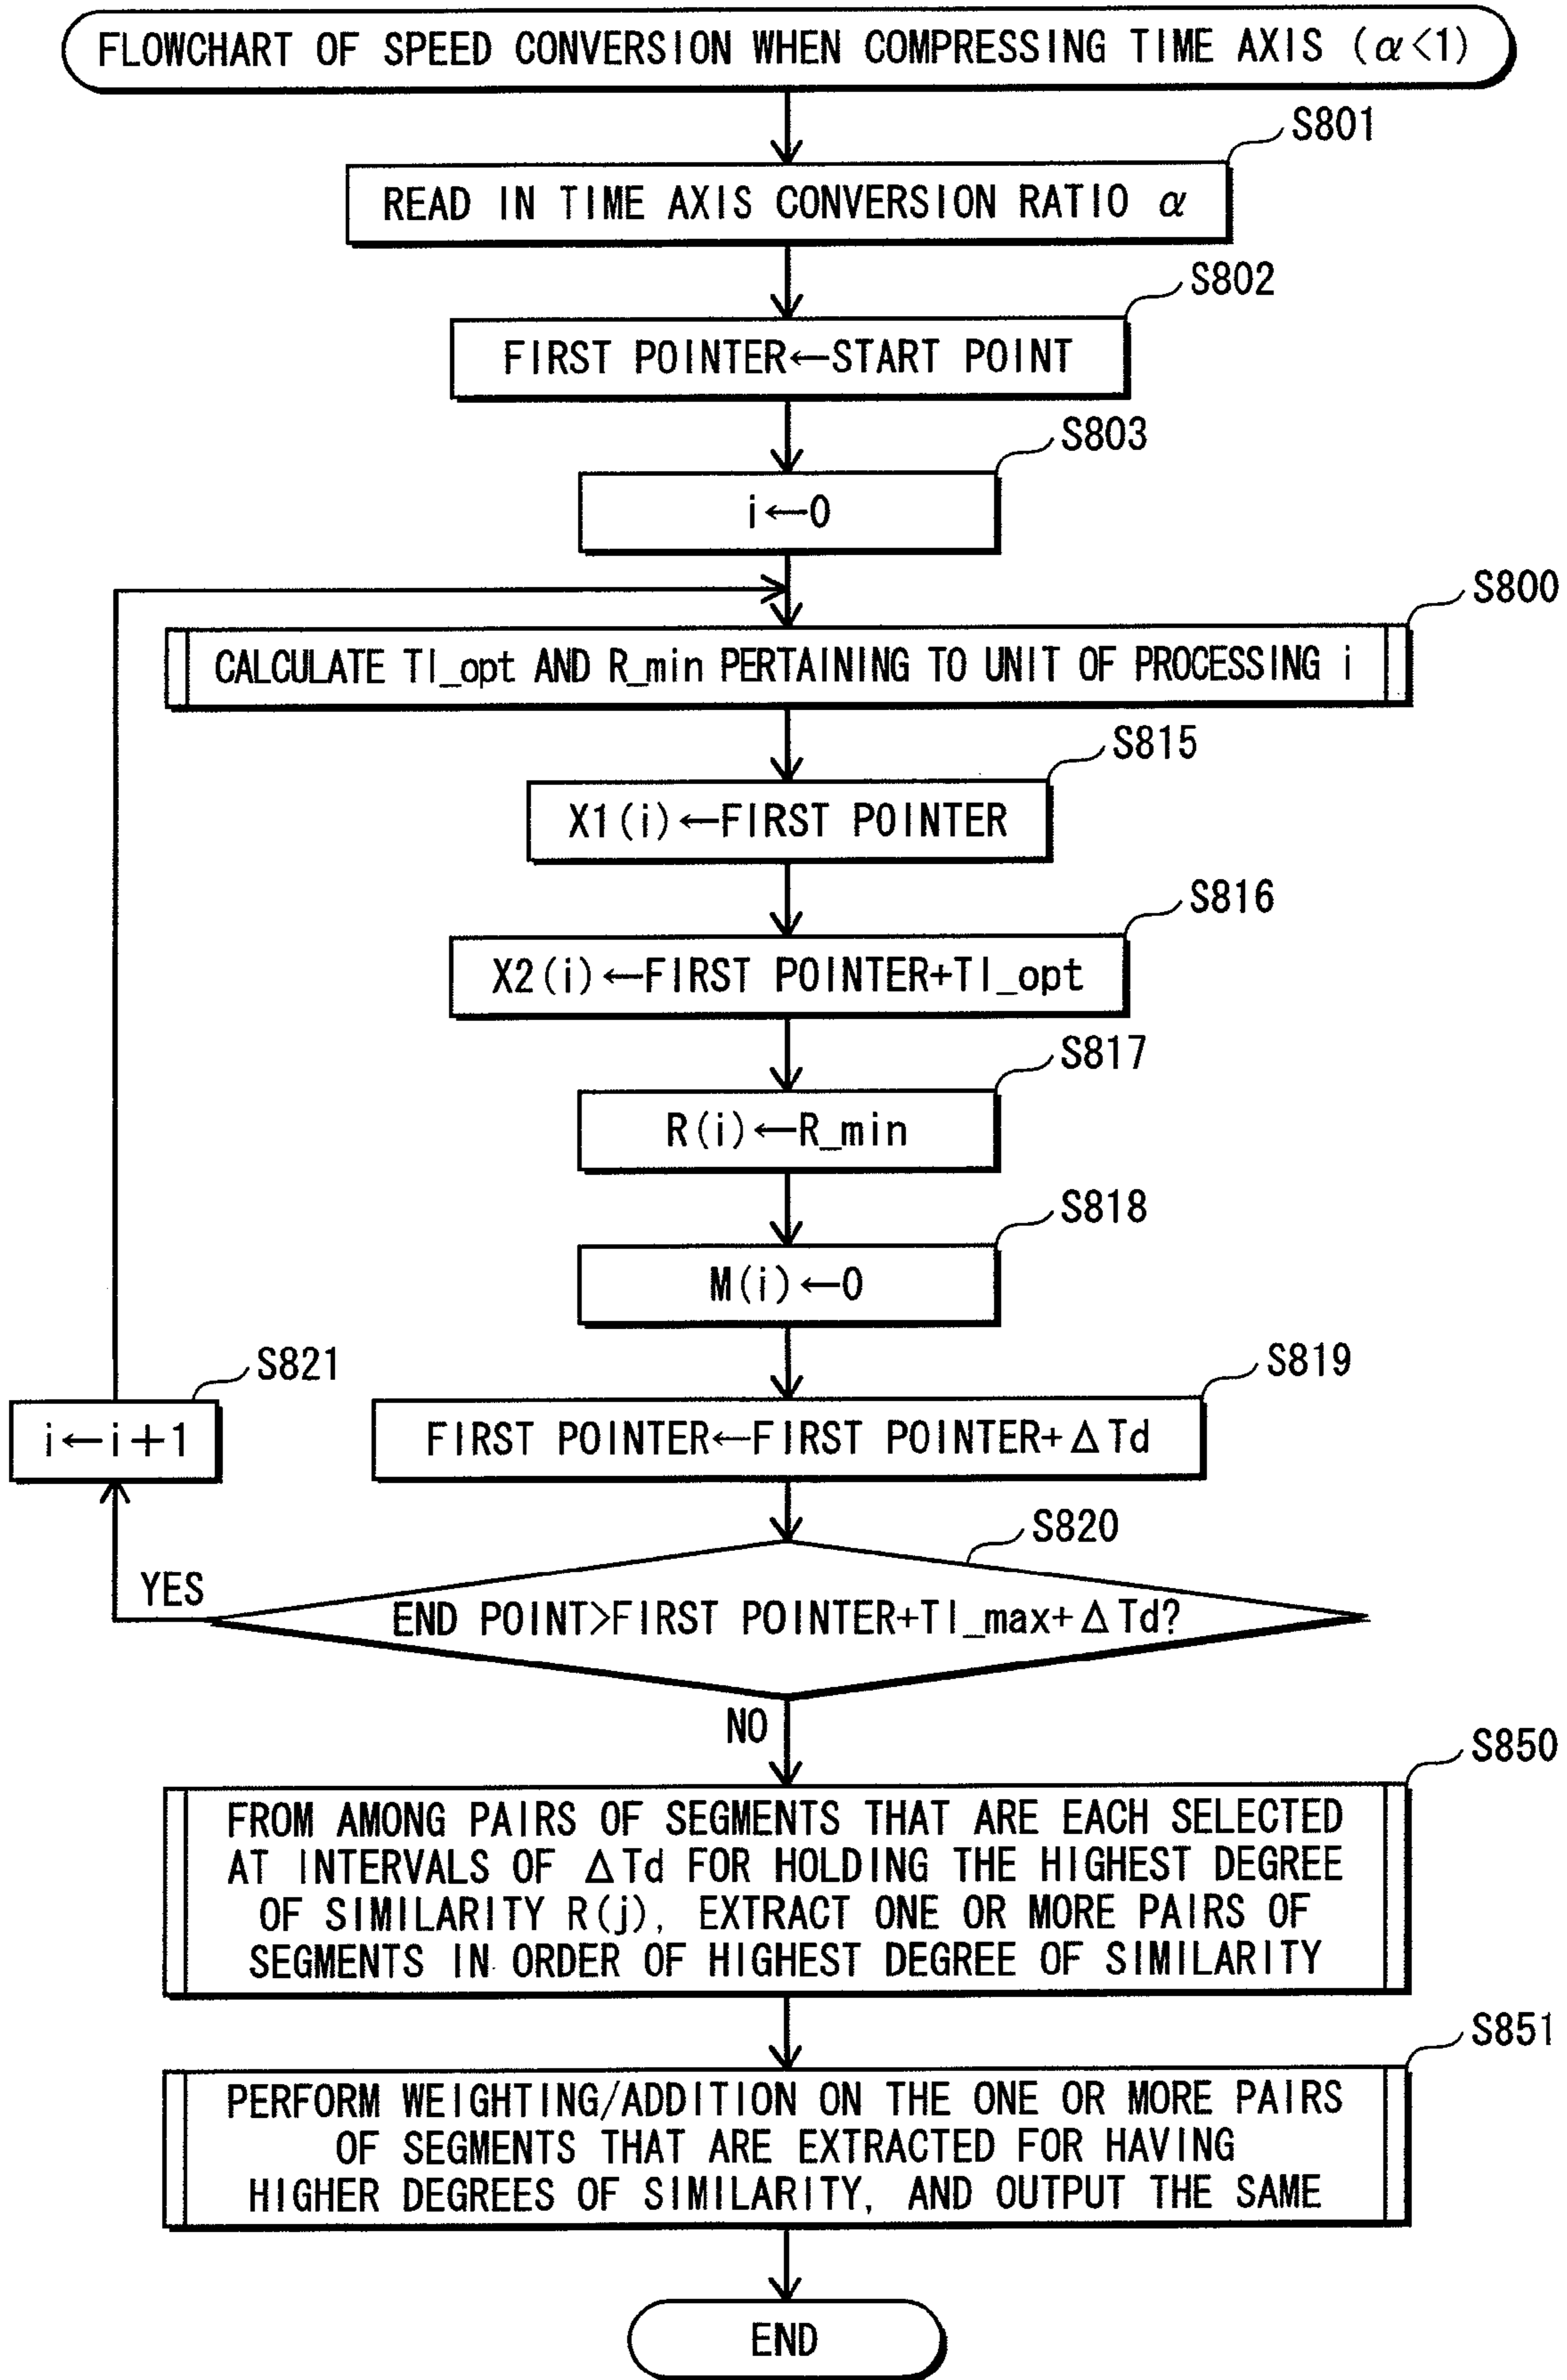 FLOWCHART OF SPEED CONVERSION WHEN COMPRESSING TIME AXIS (α<1)
S801
READ IN TIME AXIS CONVERSION RATIO α
S802
FIRST POINTER←START POINT
S803
i←0
S800
CALCULATE TI_opt AND R_min PERTAINING TO UNIT OF PROCESSING i
S815
X1(i)←FIRST POINTER
S816
X2(i)←FIRST POINTER+TI_opt
S817
R(i)←R_min
S818
M(i)←0
S821
i←i+1
S819
FIRST POINTER←FIRST POINTER+ΔTd
S820
YES
END POINT>FIRST POINTER+TI_max+ΔTd?
NO
S850
FROM AMONG PAIRS OF SEGMENTS THAT ARE EACH SELECTED
AT INTERVALS OF ΔTd FOR HOLDING THE HIGHEST DEGREE
OF SIMILARITY R(j), EXTRACT ONE OR MORE PAIRS OF
SEGMENTS IN ORDER OF HIGHEST DEGREE OF SIMILARITY
S851
PERFORM WEIGHTING/ADDITION ON THE ONE OR MORE PAIRS
OF SEGMENTS THAT ARE EXTRACTED FOR HAVING
HIGHER DEGREES OF SIMILARITY, AND OUTPUT THE SAME
END